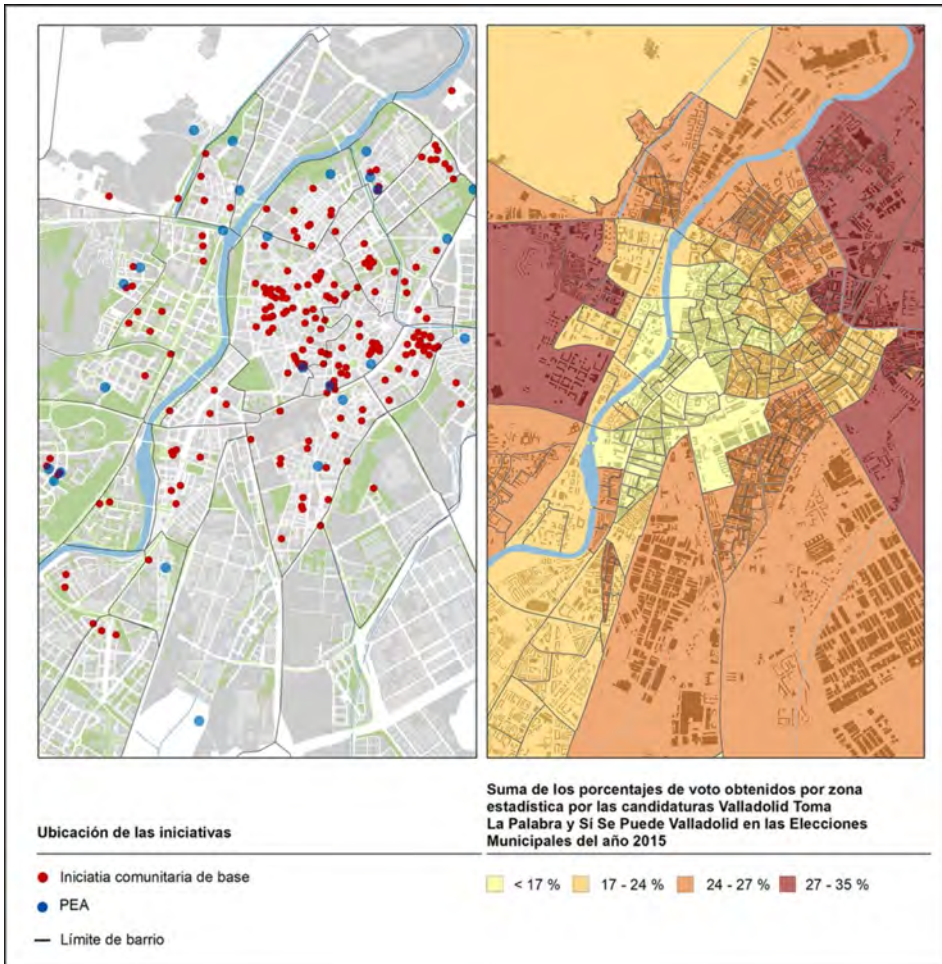 Ubicación de las iniciativas
Iniciatia comunitaria de base
PEA
Límite de barrio
Suma de los porcentajes de voto obtenidos por zona
estadística por las candidaturas Valladolid Toma
La Palabra y Sí Se Puede Valladolid en las Elecciones
Municipales del año 2015
< 17 % 17 - 24 % 24 - 27 % 27 - 35 %